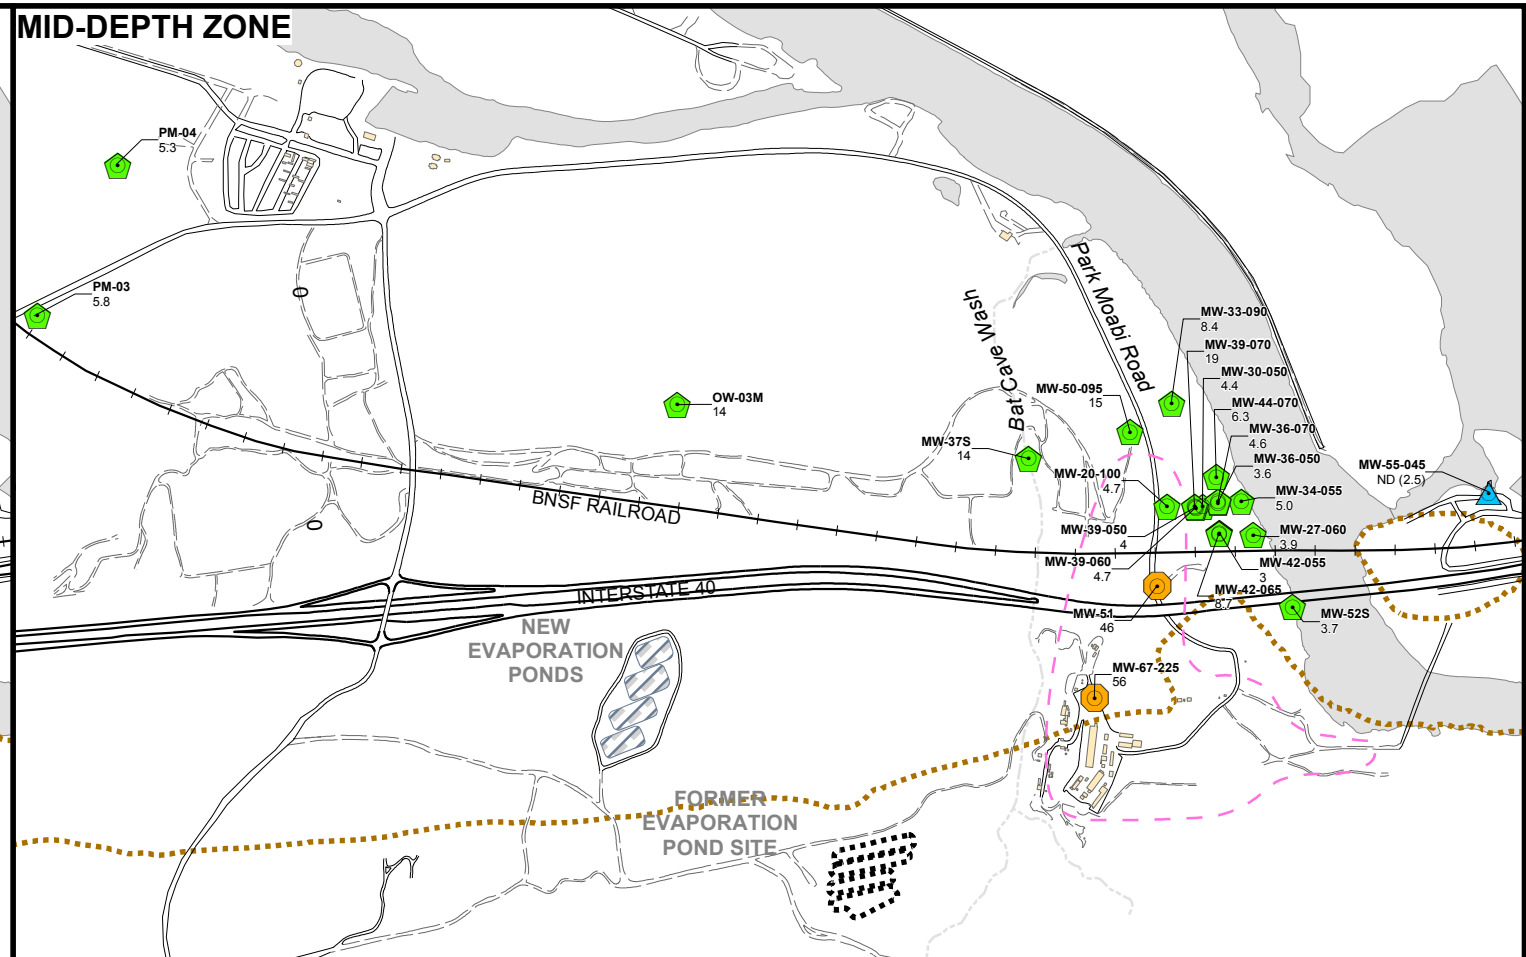 MID-DEPTH ZONE
PM-04
5.3
PM-03
5.8
0
0
OW-03M
14
Bat Cave Wash
Park Moabi Road
MW-33-090
8.4
MW-39-070
19
MW-30-050
4.4
MW-44-070
6.3
MW-36-070
4.6
MW-36-050
3.6
MW-34-055
5.0
MW-27-060
3.9
MW-42-055
3
MW-42-065
8.7
MW-52S
3.7
MW-55-045
ND (2.5)
MW-50-095
15
MW-37S
14
MW-20-100
4.7
MW-39-050
4
MW-39-060
4.7
MW-51
46
MW-67-225
56
BNSF RAILROAD
INTERSTATE 40
NEW
EVAPORATION
PONDS
FORMER
EVAPORATION
POND SITE